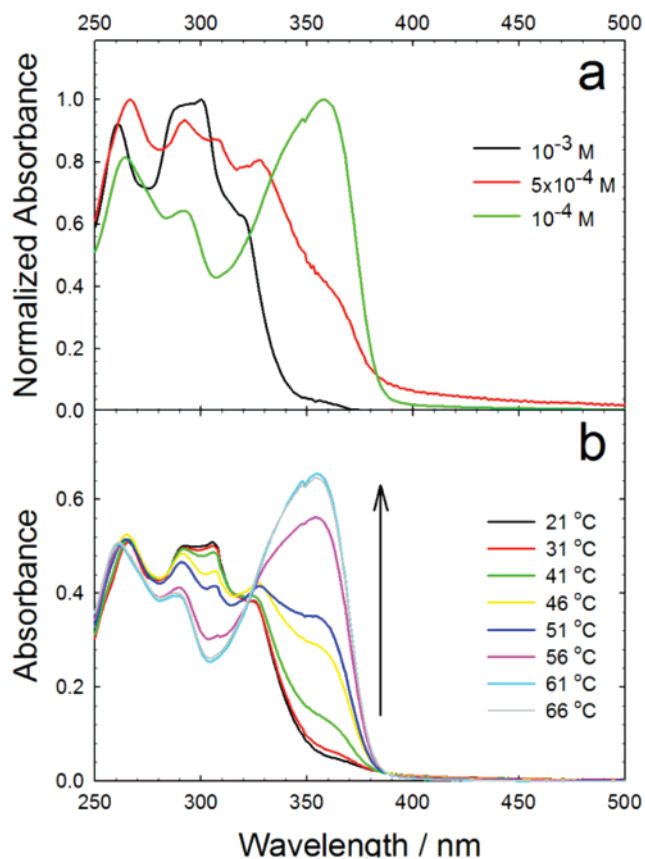 250 300 350 400 450 500
a
Normalized Absorbance
1.0
0.8
0.6
0.4
0.2
0.0
10⁻³ M
5x10⁻⁴ M
10⁻⁴ M
b
Absorbance
0.6
0.4
0.2
0.0
21 °C
31 °C
41 °C
46 °C
51 °C
56 °C
61 °C
66 °C
250 300 350 400 450 500
Wavelength / nm